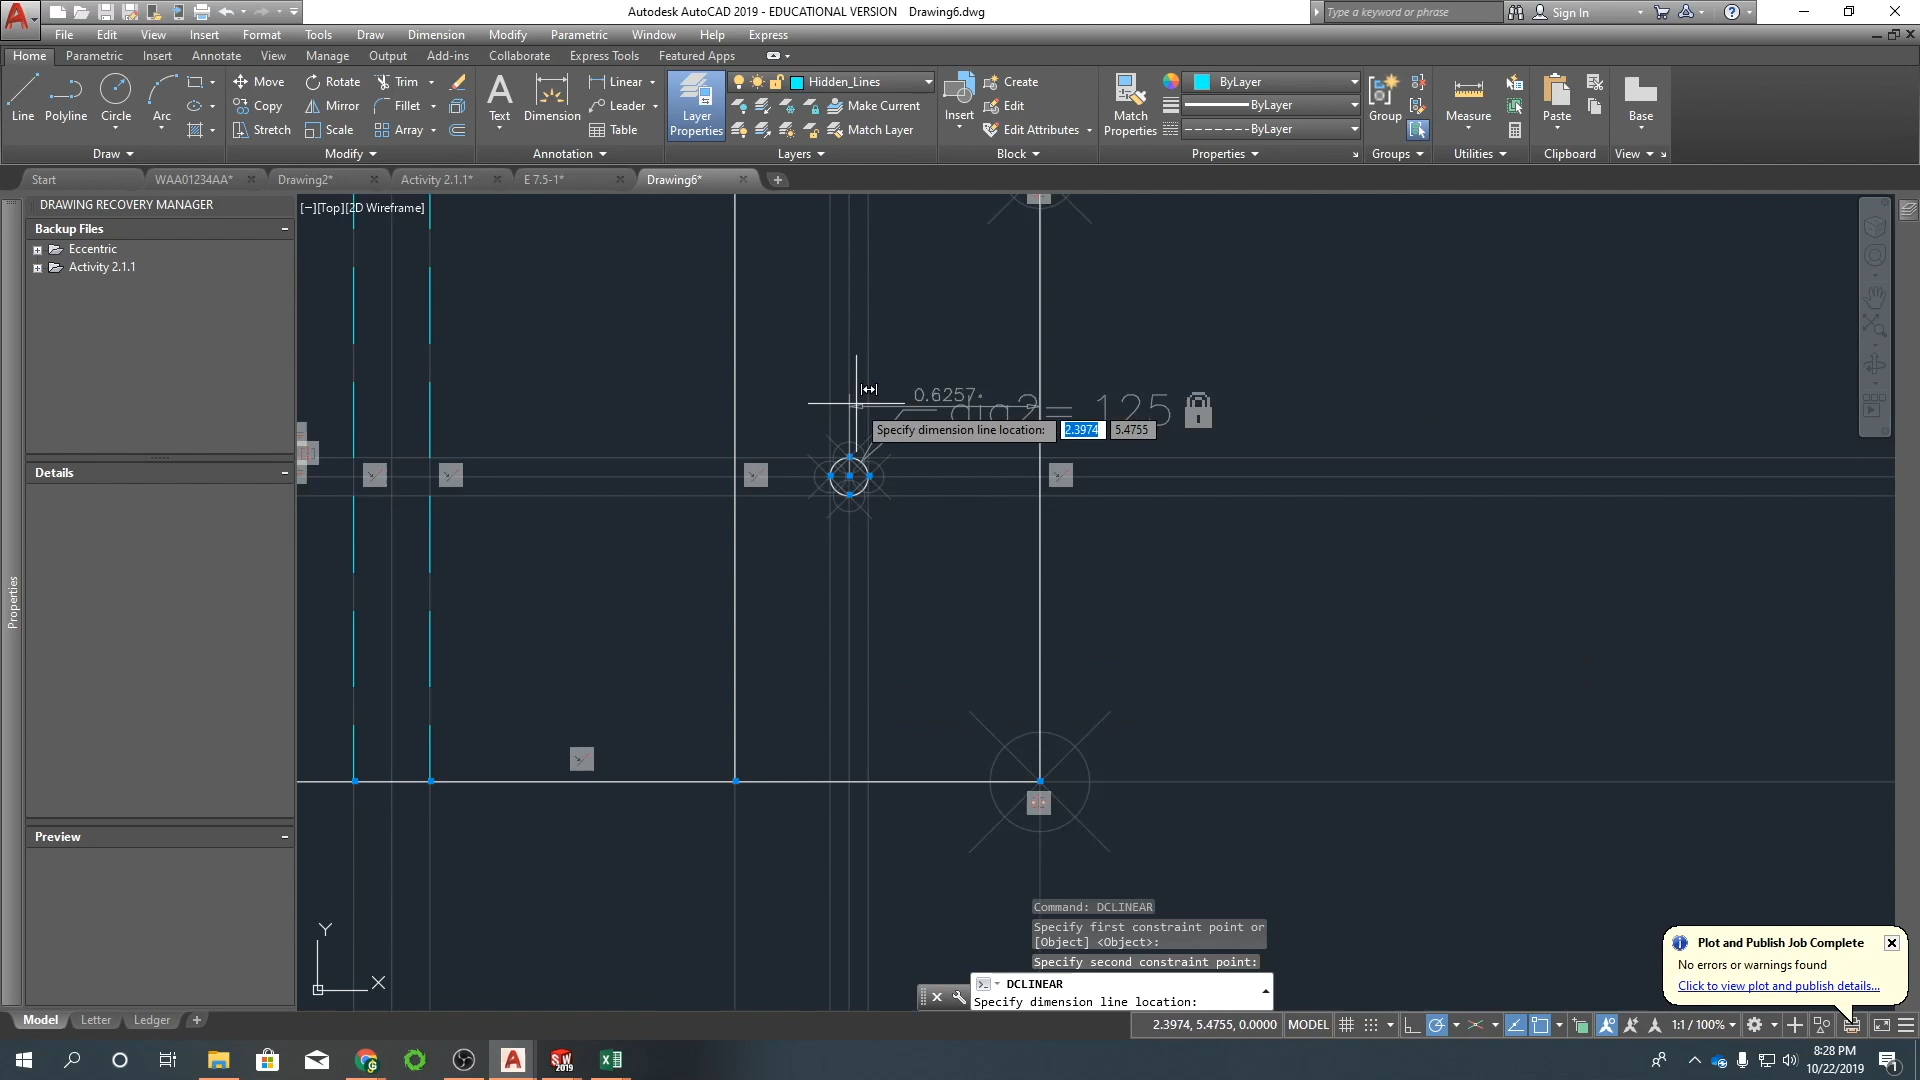 Autodesk AutoCAD 2019 - EDUCATIONAL VERSION Drawing6.dwg
Type a keyword or phrase
Sign In
File Edit View Insert Format Tools Draw Dimension Modify Parametric Window Help Express
Home Parametric Insert Annotate View Manage Output Add-ins Collaborate Express Tools Featured Apps
Line Polyline Circle Arc
Move Rotate Trim
Copy Mirror Fillet
Stretch Scale Array
Text Dimension
Linear
Leader
Table
Layer Properties
Hidden_Lines
Make Current
Match Layer
Insert
Create
Edit
Edit Attributes
Match Properties
ByLayer
ByLayer
ByLayer
Group
Measure
Paste
Base
Draw Modify Annotation Layers Block Properties Groups Utilities Clipboard View
Start WAA01234AA* Drawing2* Activity 2.1.1* E 7.5-1* Drawing6*
DRAWING RECOVERY MANAGER
Backup Files
Eccentric
Activity 2.1.1
Details
Preview
Properties
[−][Top][2D Wireframe]
0.6257
dia2= .125
Specify dimension line location: 2.3974 5.4755
Y
X
Command: DCLINEAR
Specify first constraint point or
[Object] <Object>:
Specify second constraint point:
DCLINEAR
Specify dimension line location:
Plot and Publish Job Complete
No errors or warnings found
Click to view plot and publish details...
Model Letter Ledger
2.3974, 5.4755, 0.0000 MODEL
1:1 / 100%
SW
2019
8:28 PM
10/22/2019
1